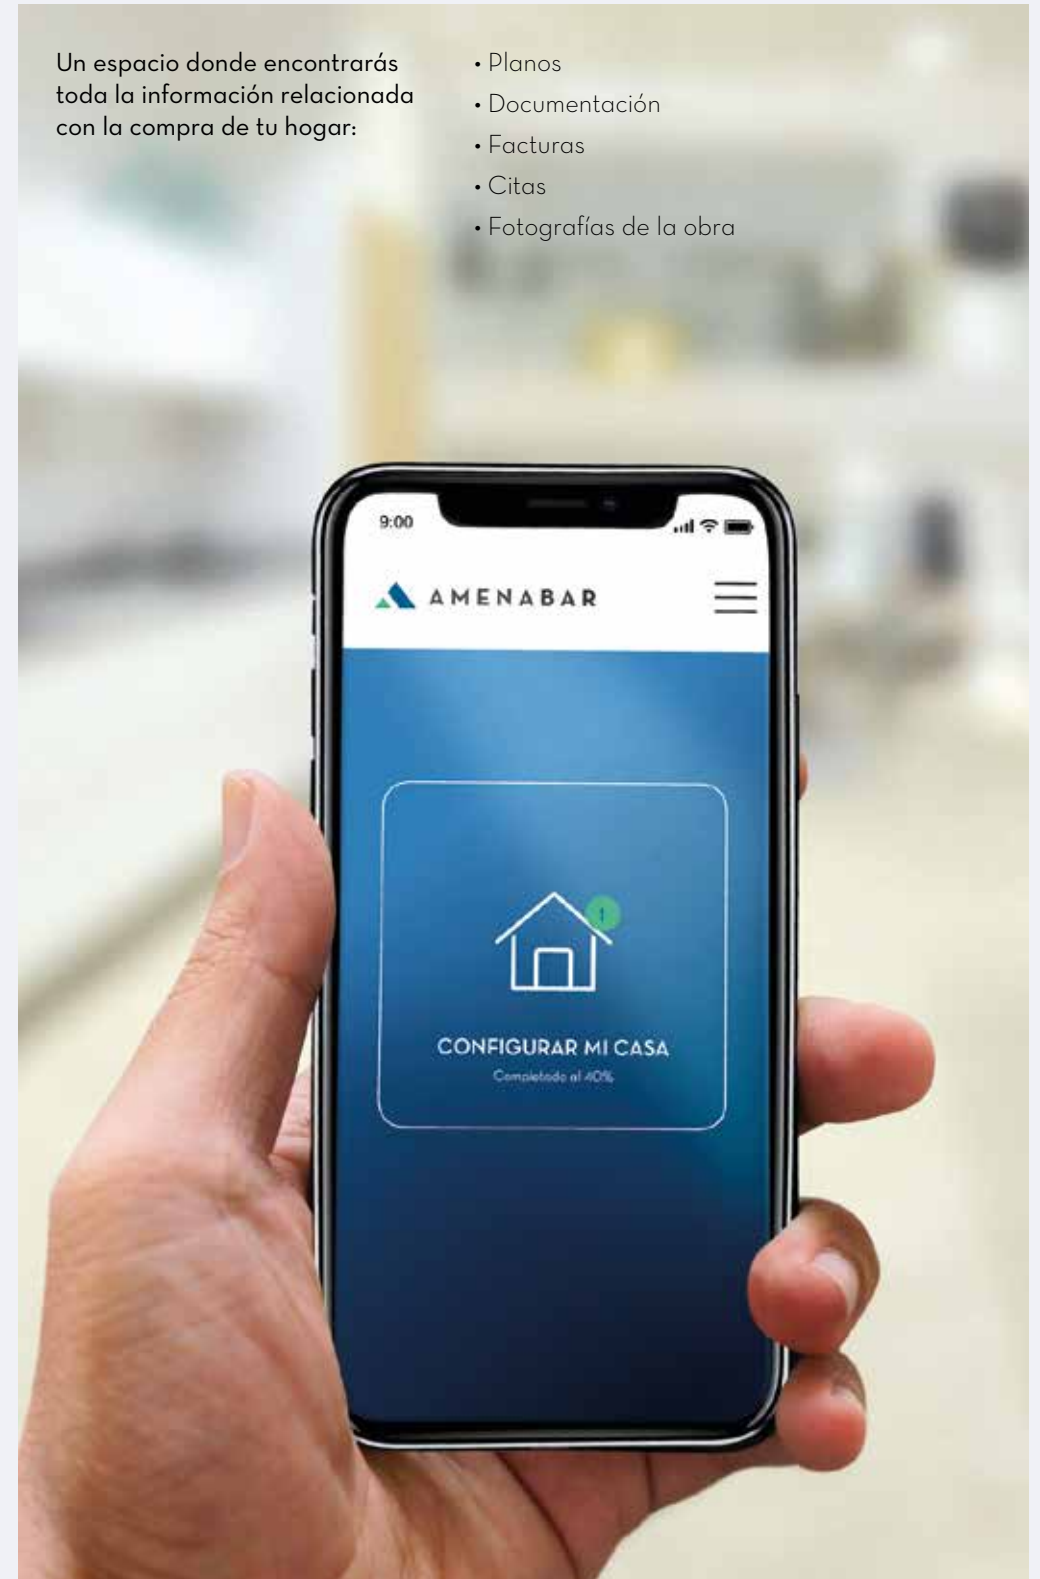 Un espacio donde encontrarás
toda la información relacionada
con la compra de tu hogar:
• Planos
• Documentación
• Facturas
• Citas
• Fotografías de la obra
9:00
AMENABAR
!
CONFIGURAR MI CASA
Completado al 40%